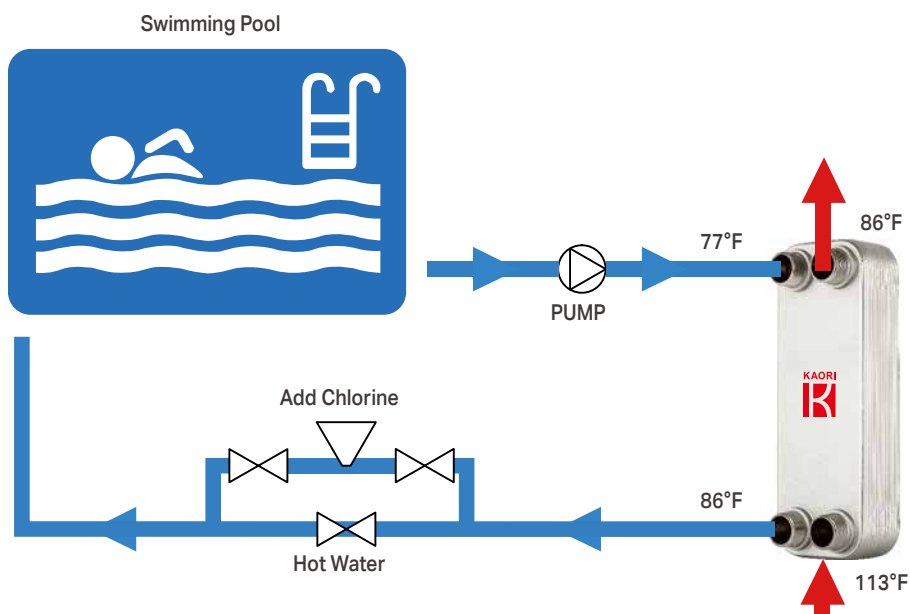 Swimming Pool
86°F
77°F
PUMP
KAORI
Add Chlorine
86°F
Hot Water
113°F